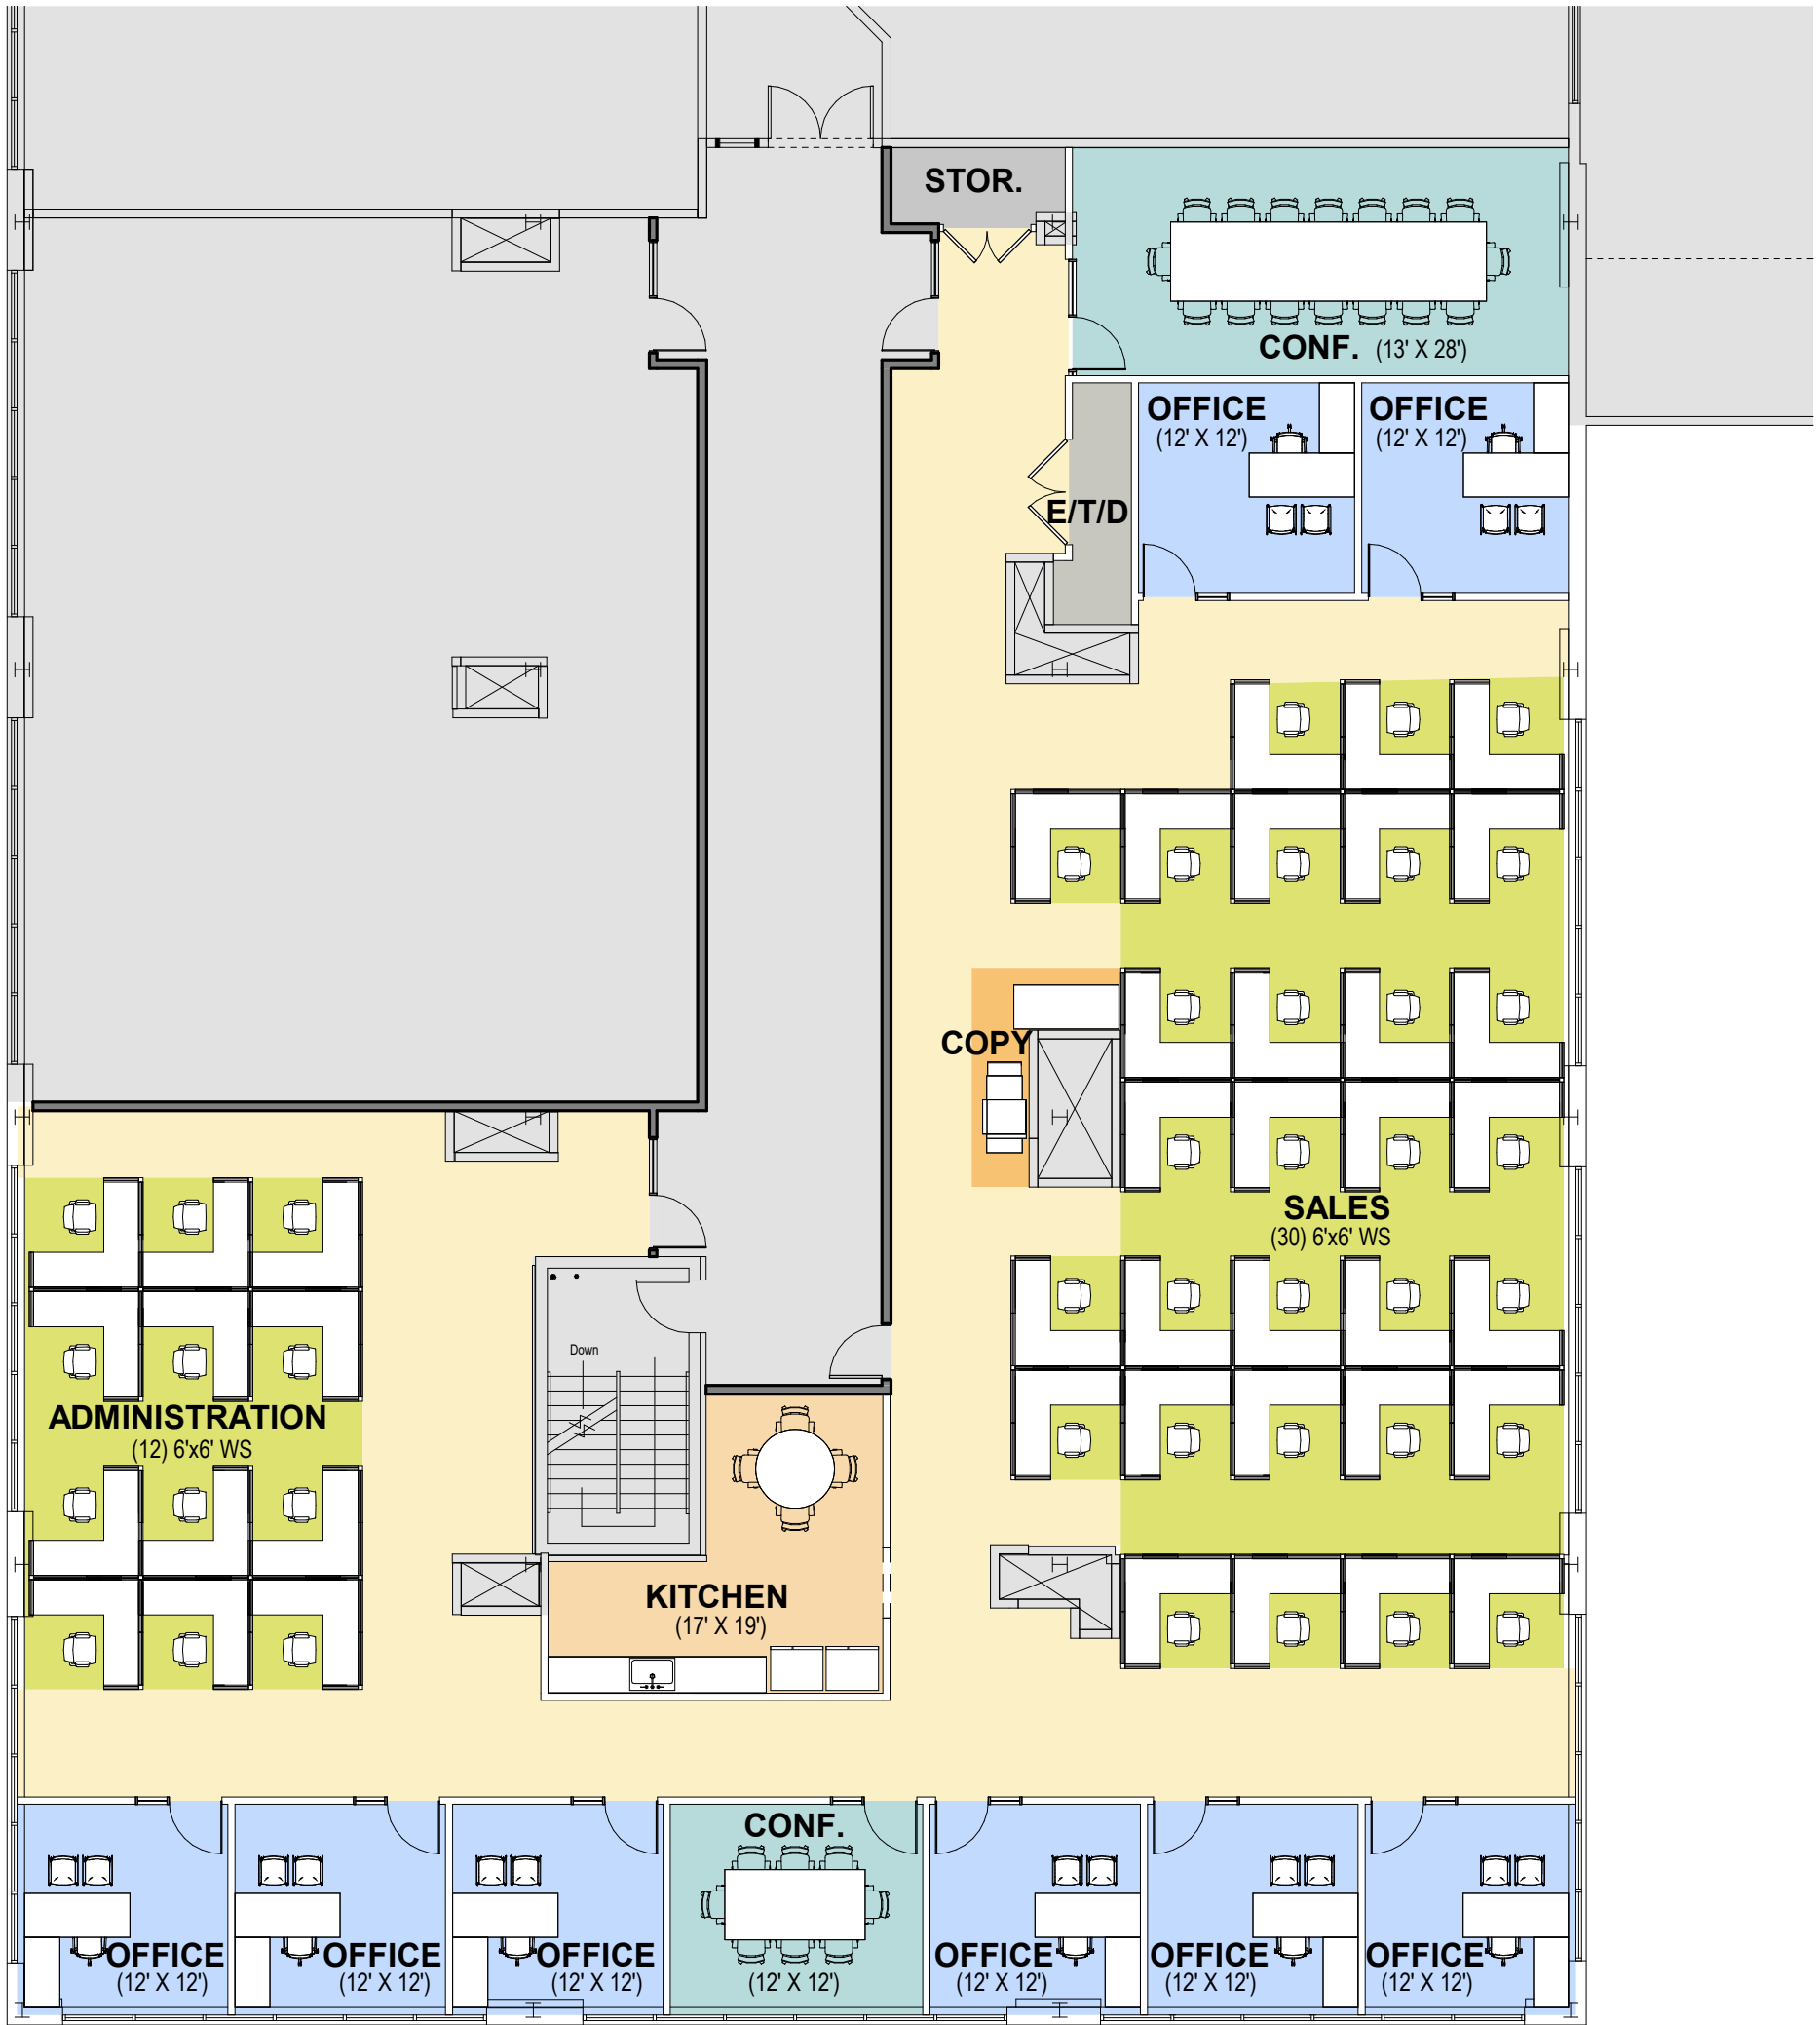 STOR.
CONF. (13' X 28')
OFFICE
(12' X 12')
OFFICE
(12' X 12')
E/T/D
COPY
SALES
(30) 6'x6' WS
Down
ADMINISTRATION
(12) 6'x6' WS
KITCHEN
(17' X 19')
CONF.
(12' X 12')
OFFICE
(12' X 12')
OFFICE
(12' X 12')
OFFICE
(12' X 12')
OFFICE
(12' X 12')
OFFICE
(12' X 12')
OFFICE
(12' X 12')